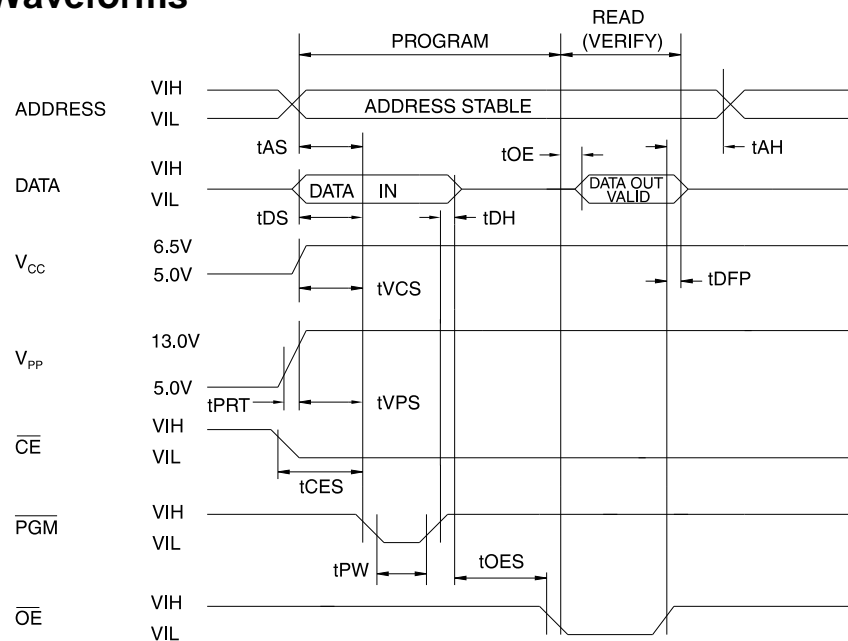 Waveforms
READ
PROGRAM (VERIFY)
ADDRESS VIH VIL ADDRESS STABLE
tAS tOE tAH
DATA VIH VIL DATA IN DATA OUT VALID
tDS tDH
VCC 6.5V 5.0V tVCS tDFP
VPP 13.0V 5.0V
tPRT tVPS
CE VIH VIL
tCES
PGM VIH VIL
tPW tOES
OE VIH VIL